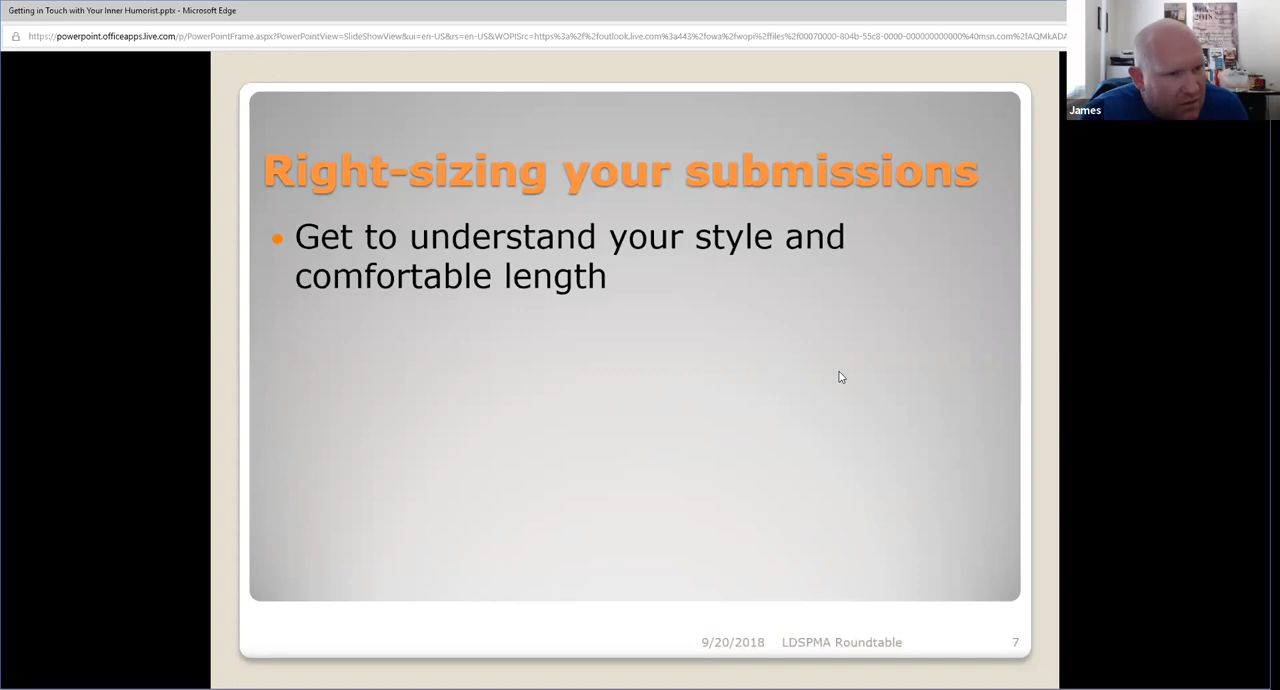 Getting in Touch with Your Inner Humorist.pptx - Microsoft Edge
https://powerpoint.officeapps.live.com/p/PowerPointFrame.aspx?PowerPointView=SlideShowView&ui=en-US&rs=en-US&WOPISrc=https%3a%2f%2foutlook.live.com%3a443%2fowa%2fwopi%2ffiles%2f00070000-804b-55c8-0000-000000000000%40msn.com%2fAQMkADA
James
Right-sizing your submissions
Get to understand your style and
comfortable length
9/20/2018 LDSPMA Roundtable 7